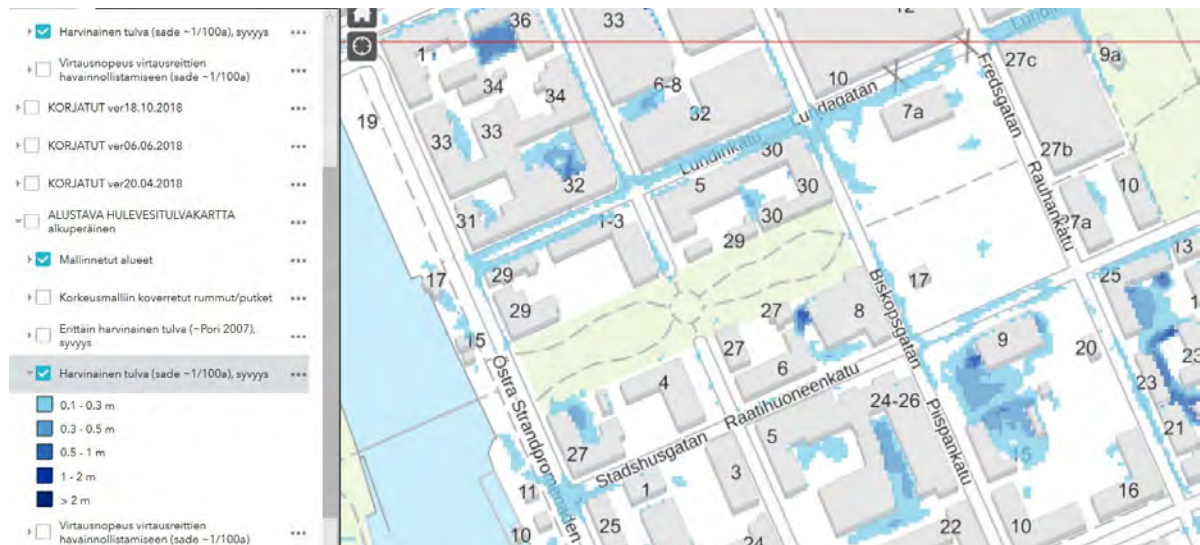 Harvinainen tulva (sade ~1/100a), syvyys
Virtausnopeus virtausreittien
havainnollistamiseen (sade ~1/100a)
KORJATUT ver18.10.2018
KORJATUT ver06.06.2018
KORJATUT ver20.04.2018
ALUSTAVA HULEVESITULVAKARTTA
alkuperäinen
Mallinnetut alueet
Korkeusmalliin koverretut rummut/putket
Erittäin harvinainen tulva (~Pori 2007),
syvyys
Harvinainen tulva (sade ~1/100a), syvyys
0.1 - 0.3 m
0.3 - 0.5 m
0.5 - 1 m
1 - 2 m
> 2 m
Virtausnopeus virtausreittien
havainnollistamiseen (sade ~1/100a)
36
33
12
27c
9a
34
6-8
10
Fredsgatan
19
34
32
Lundagatan
7a
33
33
Lundinkatu
30
27b
32
5
30
Rauhankatu
10
31
1-3
30
27a
29
13
17
29
Biskopsgatan
17
25
29
27
8
15
27
6
9
20
23
Östra Strandpromenaden
4
Raatihuoneenkatu
24-26
23
27
Stadshusgatan
5
Piispankatu
21
15
11
1
3
16
10
25
24
22
10